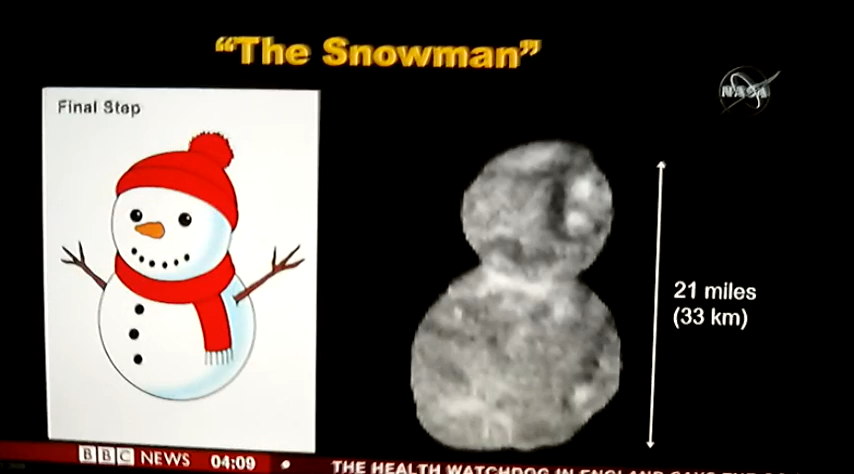 “The Snowman”
Final Step
NASA
21 miles
(33 km)
BBC NEWS 04:09
THE HEALTH WATCHDOG IN ENGLAND SAYS THE